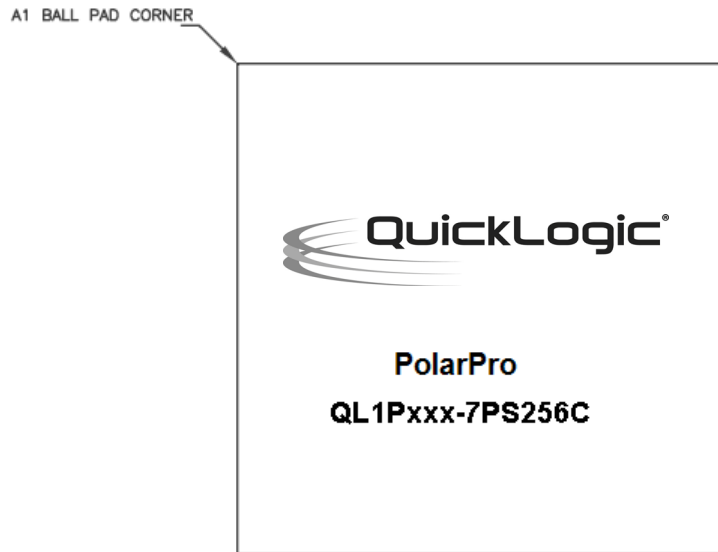 A1 BALL PAD CORNER
QuickLogic®
PolarPro
QL1Pxxx-7PS256C